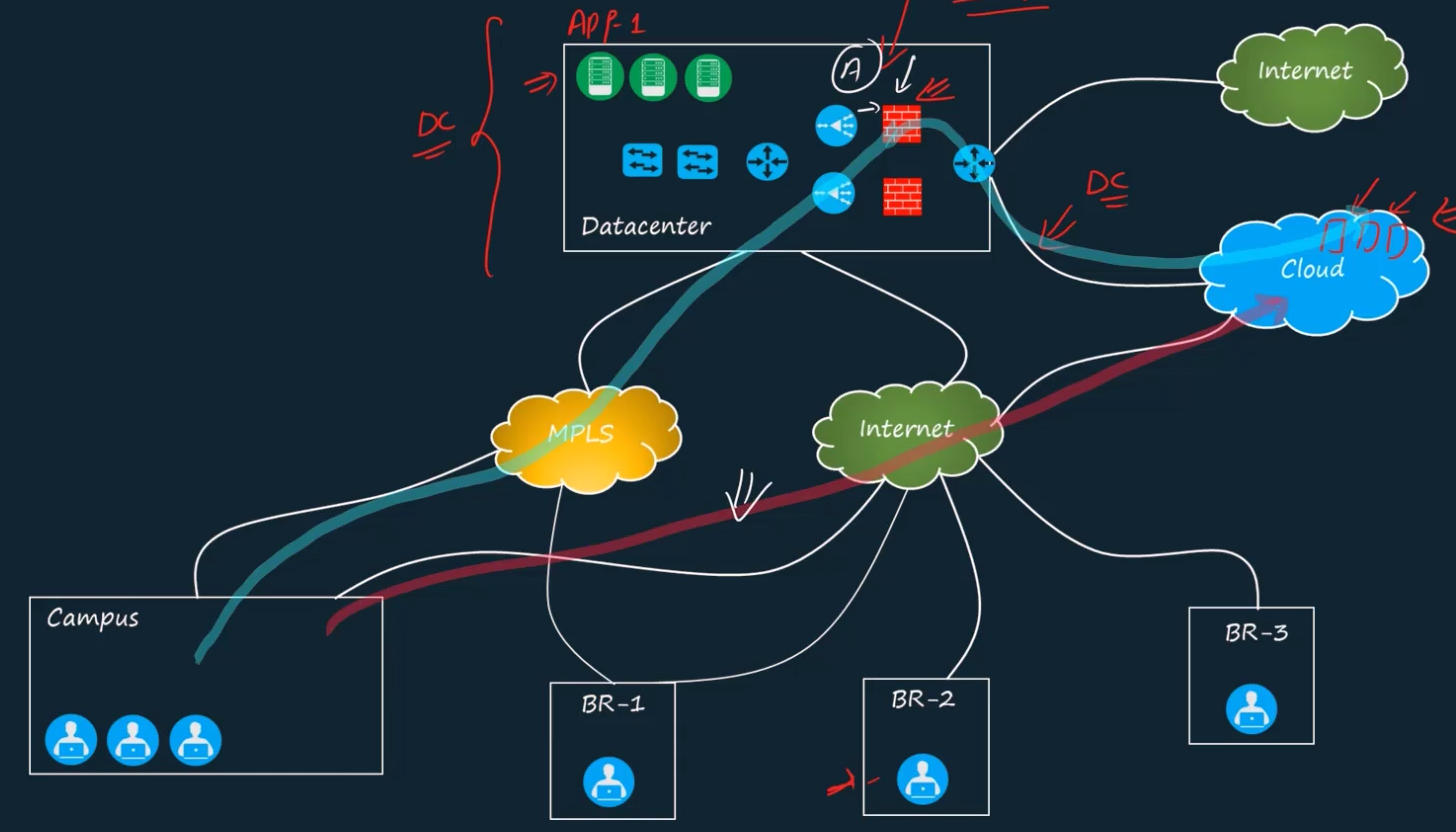 APP-1
A
Internet
DC
DC
Datacenter
Cloud
MPLS
Internet
Campus
BR-1
BR-2
BR-3